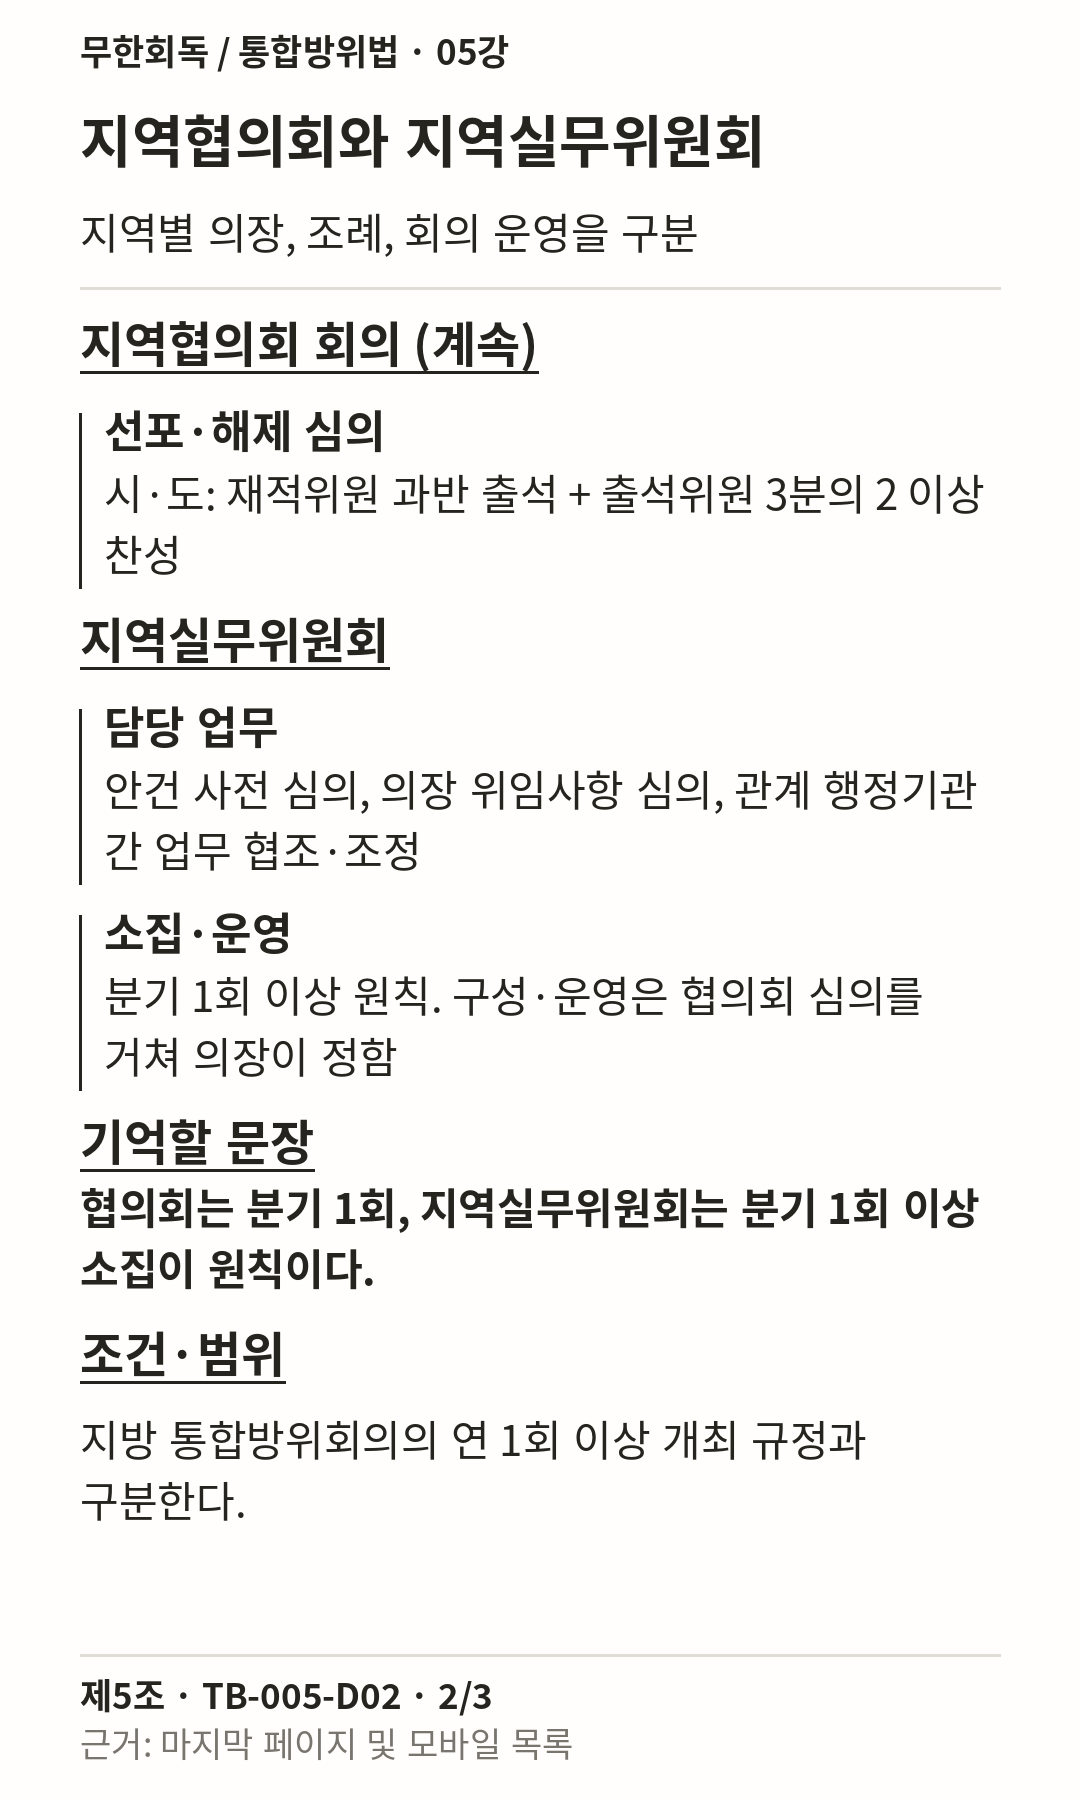 무한회독 / 통합방위법 · 05강
지역협의회와 지역실무위원회
지역별 의장, 조례, 회의 운영을 구분
지역협의회 회의 (계속)
선포·해제 심의
시·도: 재적위원 과반 출석 + 출석위원 3분의 2 이상
찬성
지역실무위원회
담당 업무
안건 사전 심의, 의장 위임사항 심의, 관계 행정기관
간 업무 협조·조정
소집·운영
분기 1회 이상 원칙. 구성·운영은 협의회 심의를
거쳐 의장이 정함
기억할 문장
협의회는 분기 1회, 지역실무위원회는 분기 1회 이상
소집이 원칙이다.
조건·범위
지방 통합방위회의의 연 1회 이상 개최 규정과
구분한다.
제5조 · TB-005-D02 · 2/3
근거: 마지막 페이지 및 모바일 목록